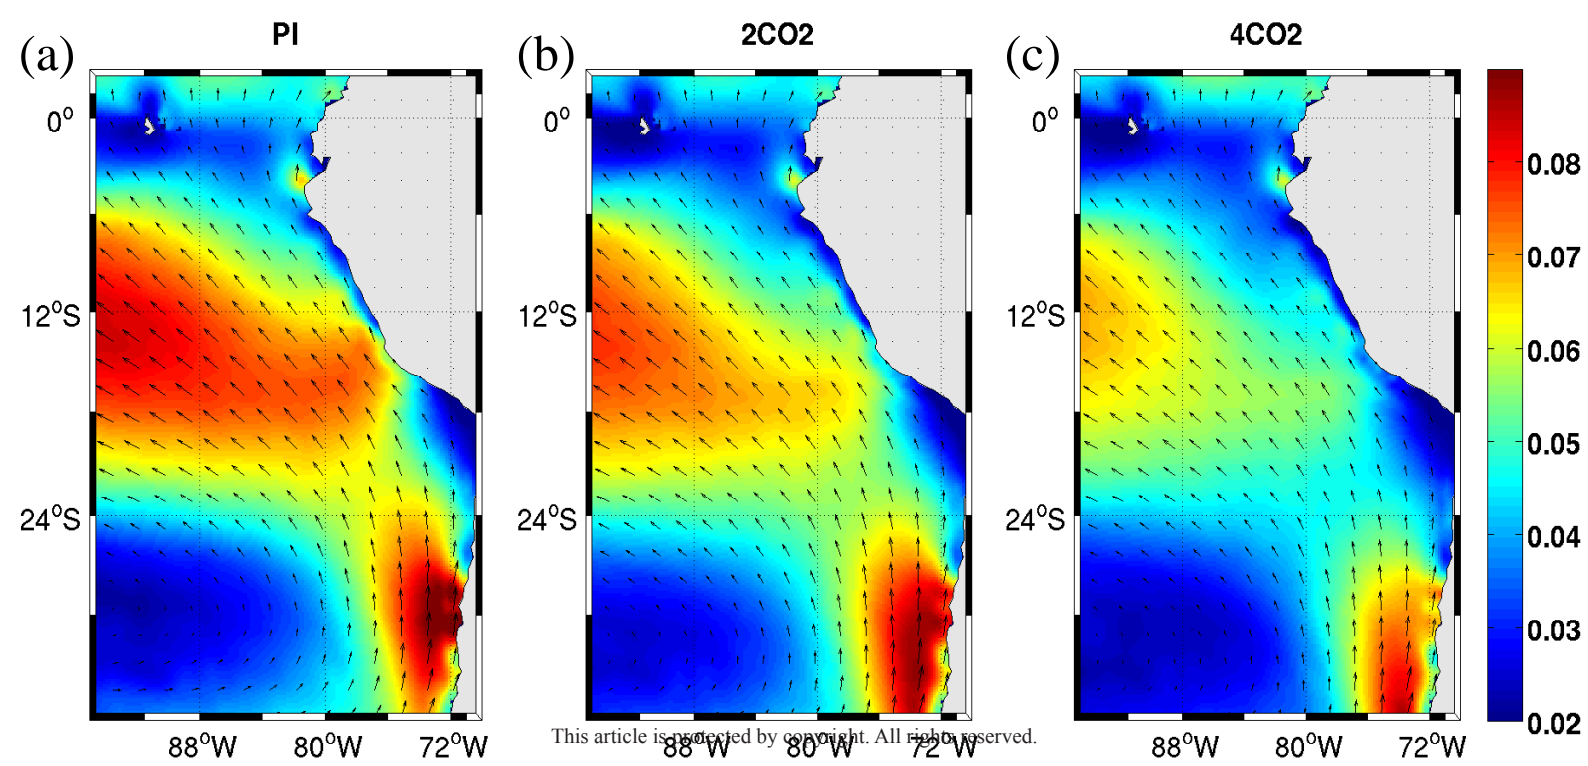 PI 2CO2 4CO2
(a) (b) (c)
0° 0° 0° 0.08
0.07
12°S 12°S 12°S 0.06
0.05
24°S 24°S 24°S 0.04
0.03
0.02
This article is protected by copyright. All rights reserved.
88°W 80°W 72°W 88°W 80°W 72°W 88°W 80°W 72°W